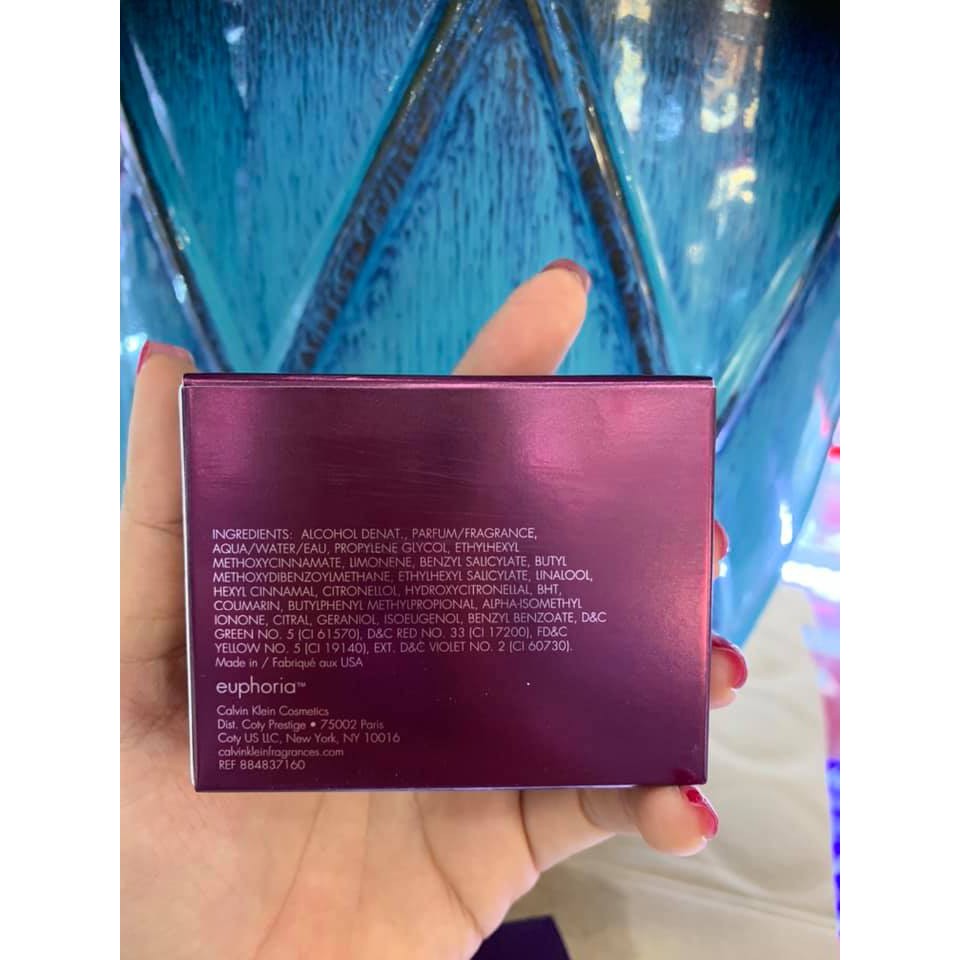 INGREDIENTS: ALCOHOL DENAT., PARFUM/FRAGRANCE,
AQUA/WATER/EAU, PROPYLENE GLYCOL, ETHYLHEXYL
METHOXYCINNAMATE, LIMONENE, BENZYL SALICYLATE, BUTYL
METHOXYDIBENZOYLMETHANE, ETHYLHEXYL SALICYLATE, LINALOOL,
HEXYL CINNAMAL, CITRONELLOL, HYDROXYCITRONELLAL, BHT,
COUMARIN, BUTYLPHENYL METHYLPROPIONAL, ALPHA-ISOMETHYL
IONONE, CITRAL, GERANIOL, ISOEUGENOL, BENZYL BENZOATE, D&C
GREEN NO. 5 (CI 61570), D&C RED NO. 33 (CI 17200), FD&C
YELLOW NO. 5 (CI 19140), EXT. D&C VIOLET NO. 2 (CI 60730).
Made in / Fabriqué aux USA
euphoria™
Calvin Klein Cosmetics
Dist. Coty Prestige • 75002 Paris
Coty US LLC, New York, NY 10016
calvinkleinfragrances.com
REF 884837160